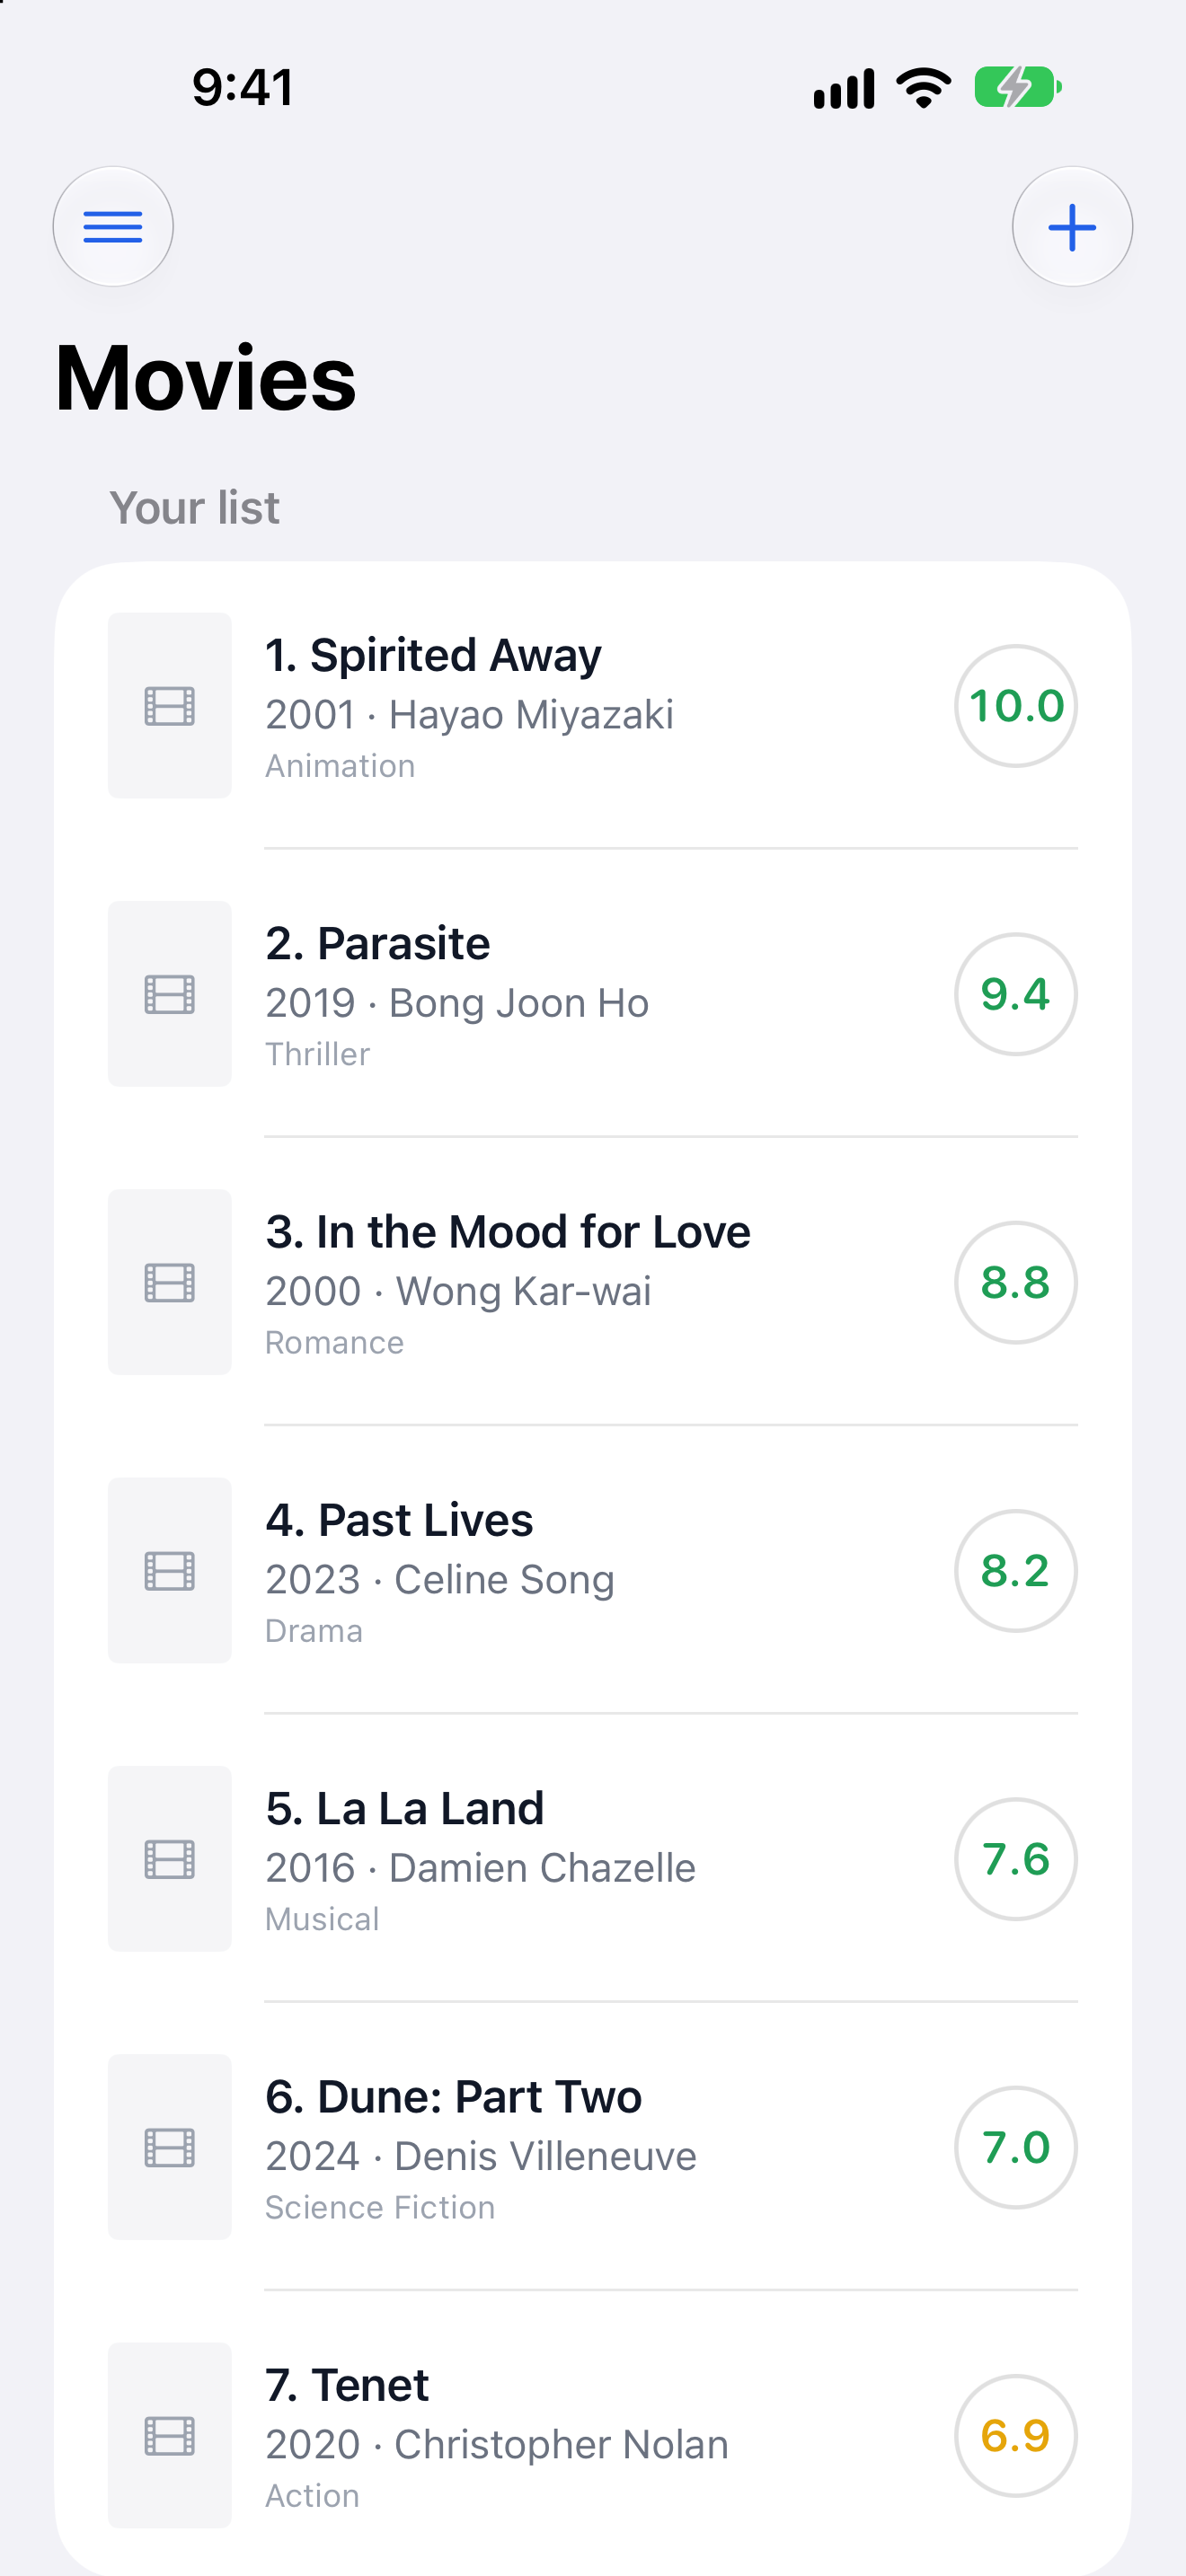 9:41
Movies
Your list
1. Spirited Away
2001 · Hayao Miyazaki
Animation
10.0
2. Parasite
2019 · Bong Joon Ho
Thriller
9.4
3. In the Mood for Love
2000 · Wong Kar-wai
Romance
8.8
4. Past Lives
2023 · Celine Song
Drama
8.2
5. La La Land
2016 · Damien Chazelle
Musical
7.6
6. Dune: Part Two
2024 · Denis Villeneuve
Science Fiction
7.0
7. Tenet
2020 · Christopher Nolan
Action
6.9